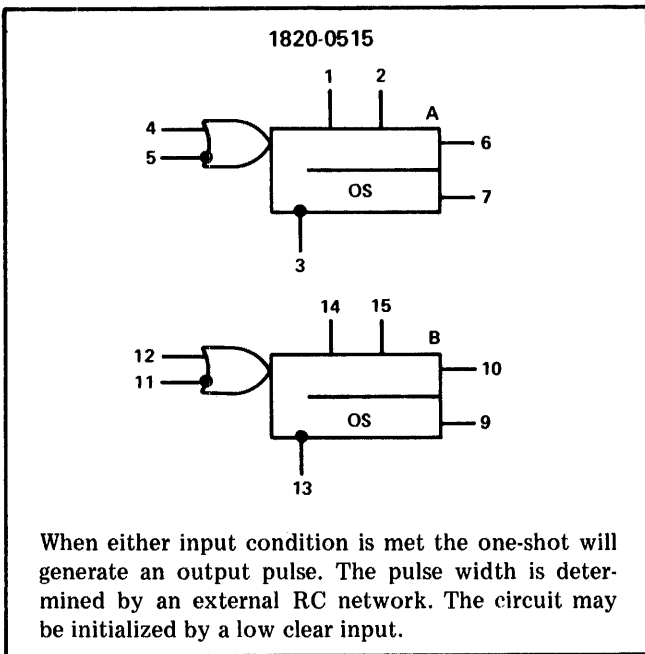 1820-0515
1 2
A
4
6
5
OS
7
3
14 15
B
12
10
11
OS
9
13
When either input condition is met the one-shot will
generate an output pulse. The pulse width is deter-
mined by an external RC network. The circuit may
be initialized by a low clear input.